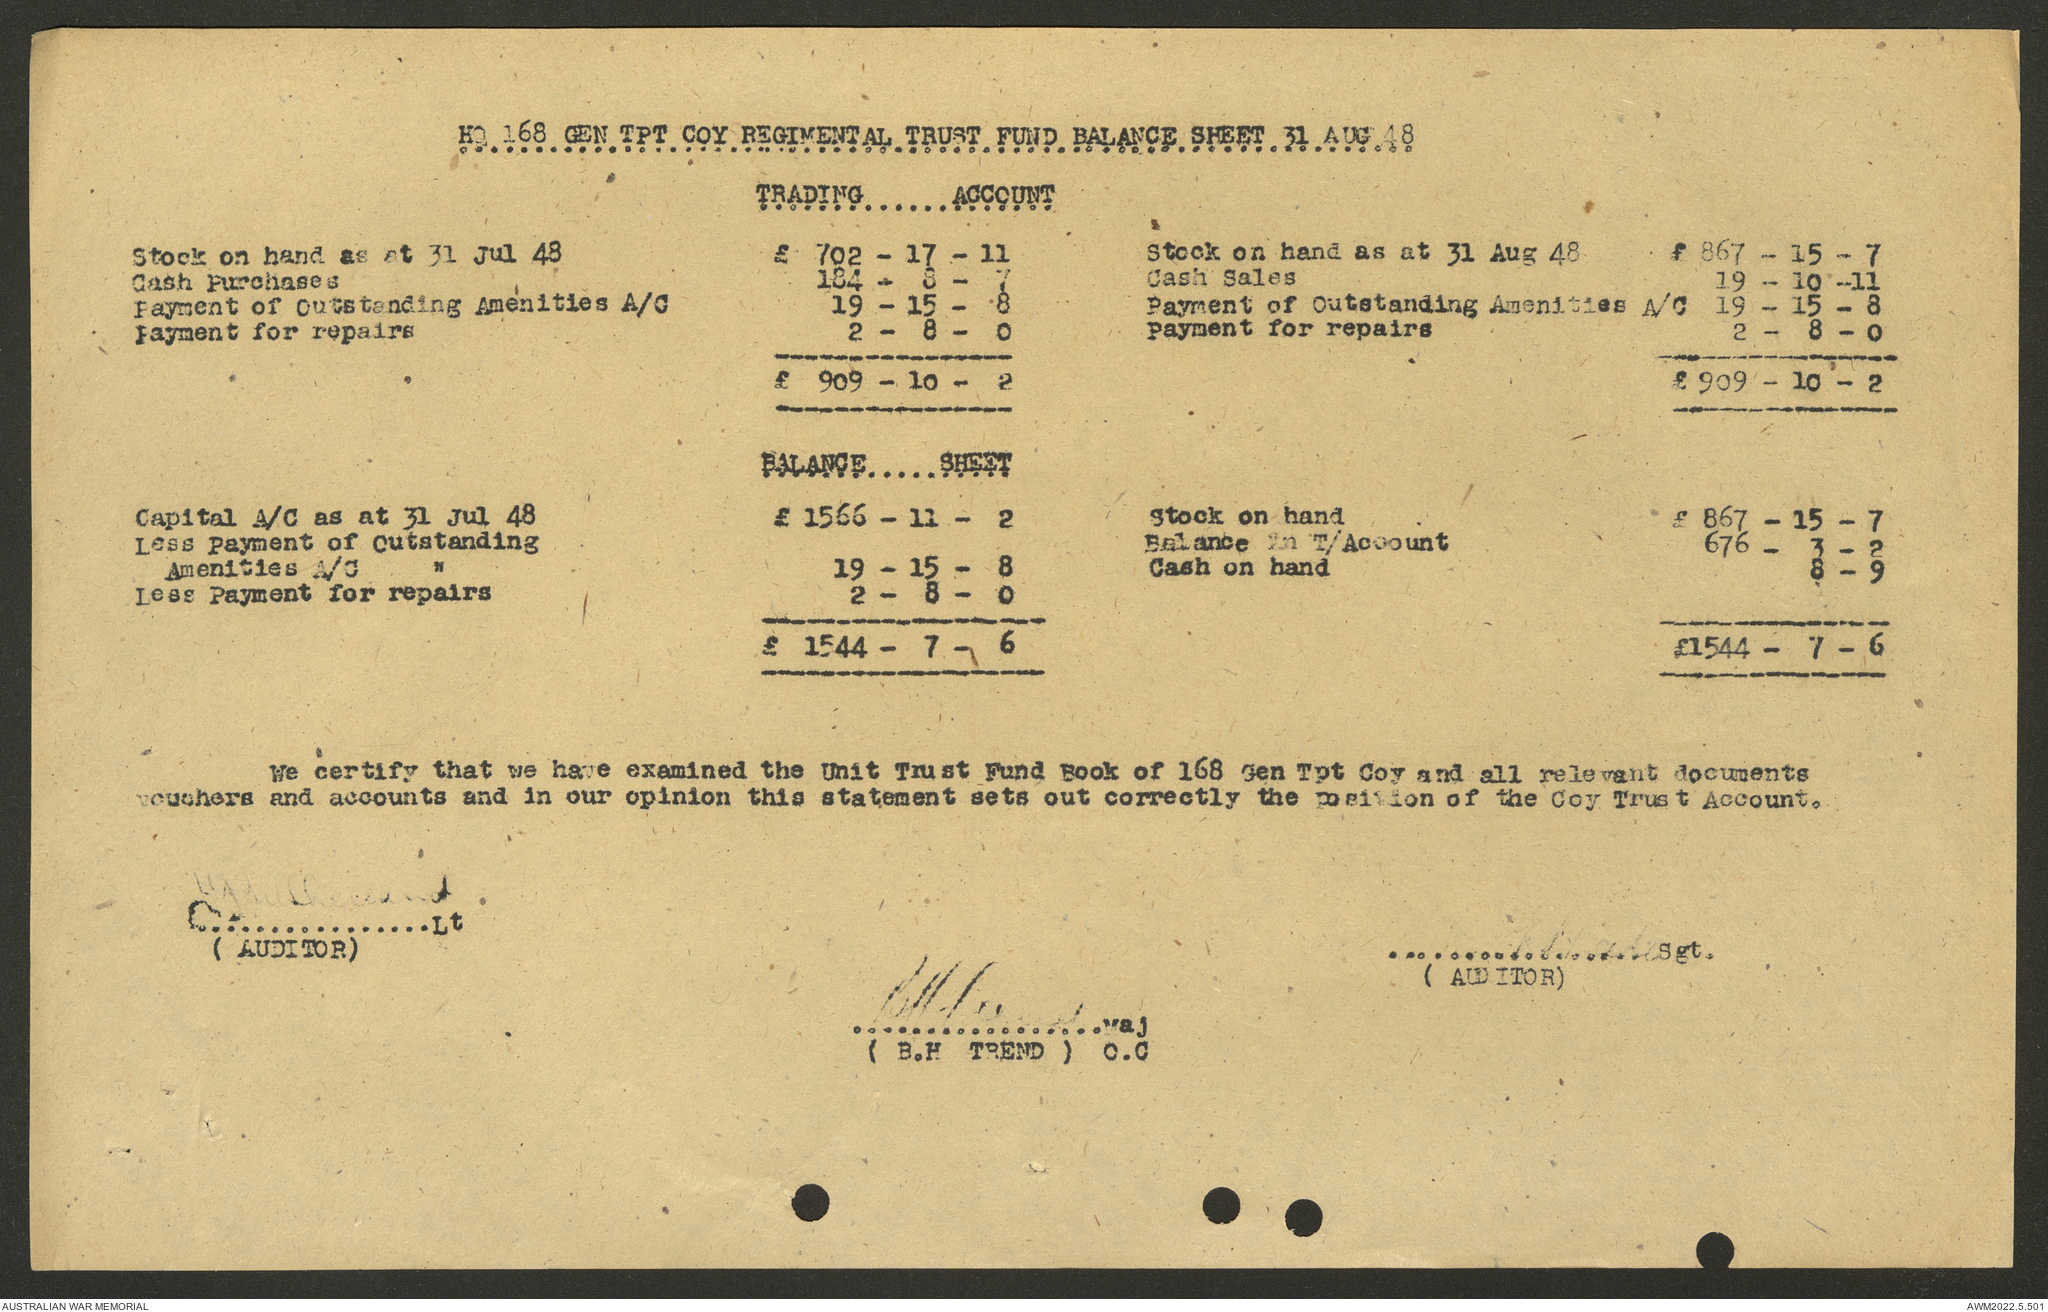 HQ 168 GEN TPT COY REGIMENTAL TRUST FUND BALANCE SHEET 31 AUG 48
TRADING......ACCOUNT
Stock on hand as at 31 Jul 48 £ 702 - 17 - 11 Stock on hand as at 31 Aug 48 £ 867 - 15 - 7
Cash Purchases 184 - 8 - 7 Cash Sales 19 - 10 -11
Payment of Outstanding Amenities A/C 19 - 15 - 8 Payment of Outstanding Amenities A/C 19 - 15 - 8
Payment for repairs 2 - 8 - 0 Payment for repairs 2 - 8 - 0
£ 909 - 10 - 2 £ 909 - 10 - 2
BALANCE.....SHEET
Capital A/C as at 31 Jul 48 £ 1566 - 11 - 2 Stock on hand £ 867 - 15 - 7
Less Payment of Outstanding Balance in T/Account 676 - 3 - 2
Amenities A/C " 19 - 15 - 8 Cash on hand 8 - 9
Less Payment for repairs 2 - 8 - 0
£ 1544 - 7 - 6 £1544 - 7 - 6
We certify that we have examined the Unit Trust Fund Book of 168 Gen Tpt Coy and all relevant documents
vouchers and accounts and in our opinion this statement sets out correctly the position of the Coy Trust Account.
.................Lt
( AUDITOR)
..................Sgt.
( AUDITOR)
..................Maj
( B.H TREND ) O.C
AUSTRALIAN WAR MEMORIAL
AWM2022.5.501